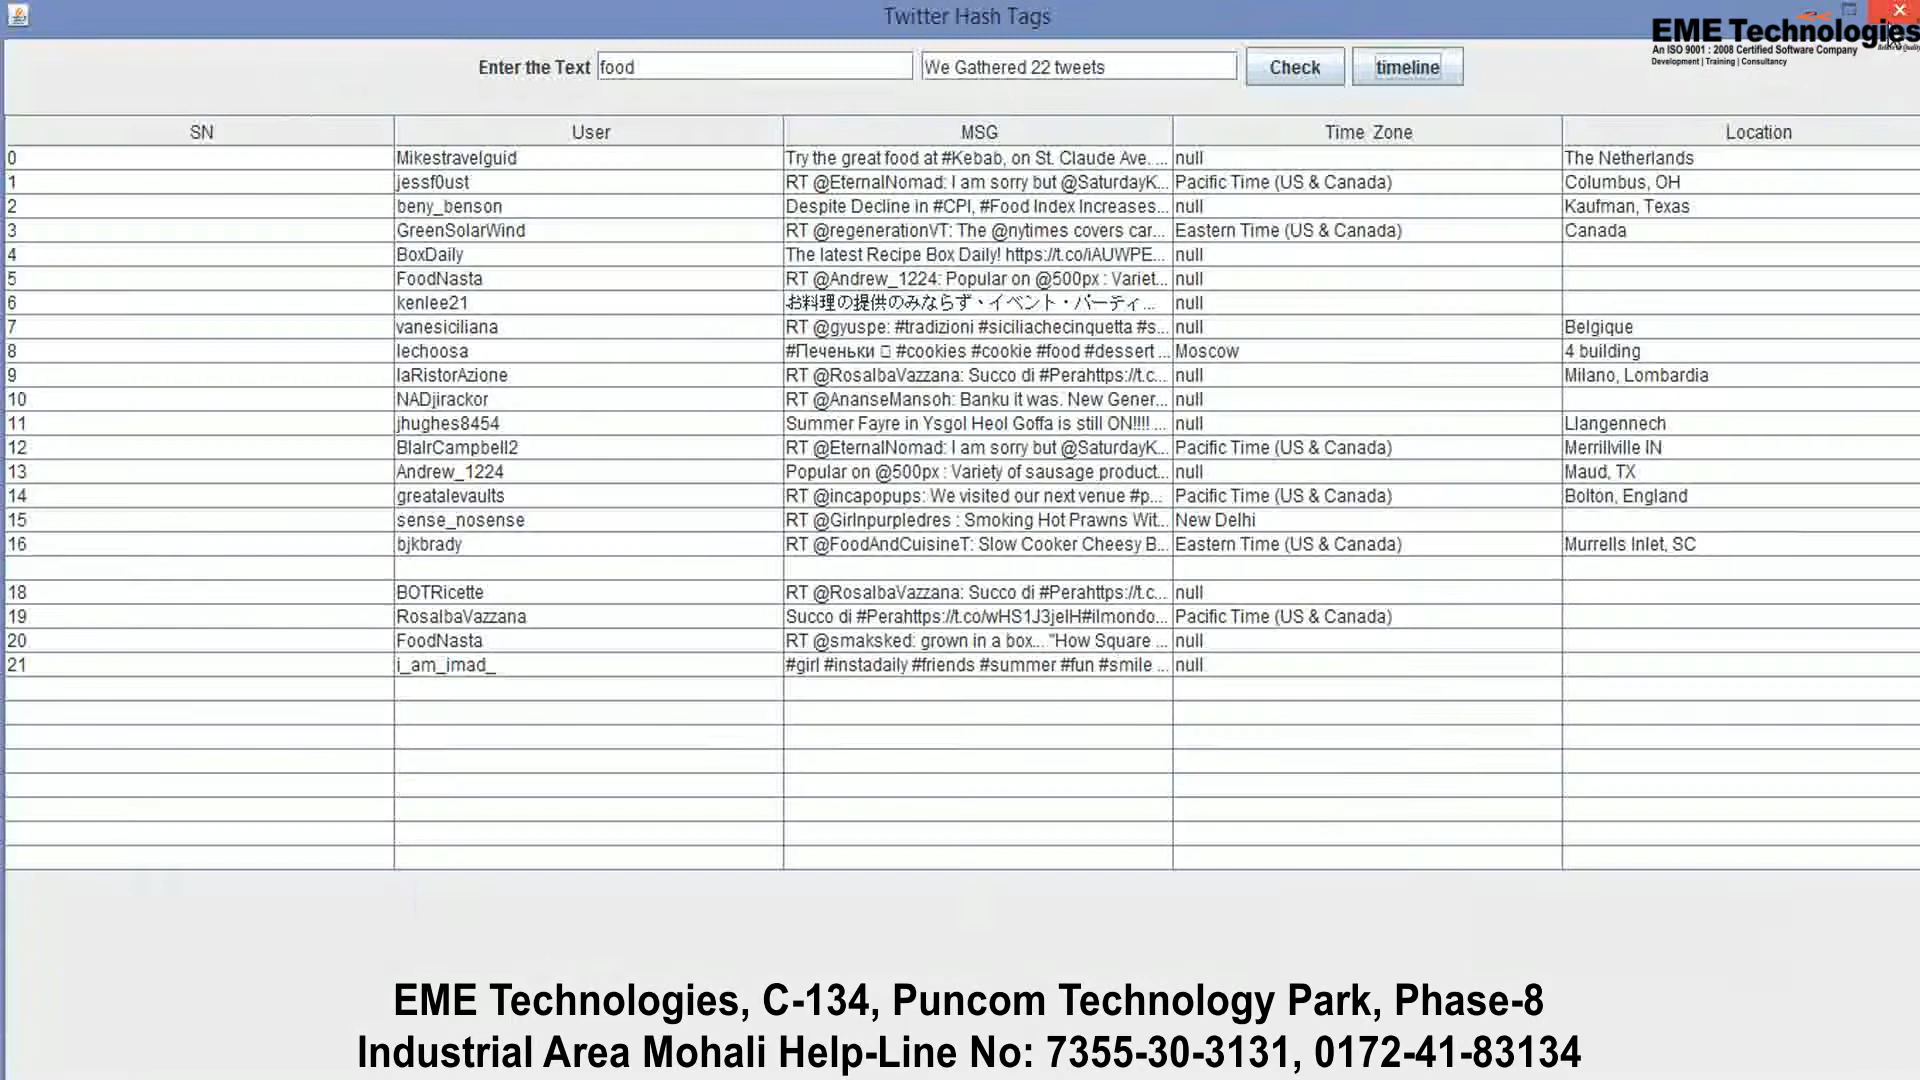 Twitter Hash Tags
EME Technologies
An ISO 9001 : 2008 Certified Software Company
Development | Training | Consultancy
Enter the Text food We Gathered 22 tweets Check timeline
SN User MSG Time Zone Location
0 Mikestravelguid Try the great food at #Kebab, on St. Claude Ave. ... null The Netherlands
1 jessf0ust RT @EternalNomad: I am sorry but @SaturdayK... Pacific Time (US & Canada) Columbus, OH
2 beny_benson Despite Decline in #CPI, #Food Index Increases... null Kaufman, Texas
3 GreenSolarWind RT @regenerationVT: The @nytimes covers car... Eastern Time (US & Canada) Canada
4 BoxDaily The latest Recipe Box Daily! https://t.co/iAUWPE... null
5 FoodNasta RT @Andrew_1224: Popular on @500px : Variet... null
6 kenlee21 お料理の提供のみならず、イベント・パーティ... null
7 vanesiciliana RT @gyuspe: #tradizioni #siciliachecinquetta #s... null Belgique
8 lechoosa #Печеньки #cookies #cookie #food #dessert ... Moscow 4 building
9 laRistorAzione RT @RosalbaVazzana: Succo di #Perahttps://t.c... null Milano, Lombardia
10 NADjirackor RT @AnanseMansoh: Banku it was. New Gener... null
11 jhughes8454 Summer Fayre in Ysgol Heol Goffa is still ON!!!! ... null Llangennech
12 BlaIrCampbell2 RT @EternalNomad: I am sorry but @SaturdayK... Pacific Time (US & Canada) Merrillville IN
13 Andrew_1224 Popular on @500px : Variety of sausage product... null Maud, TX
14 greatalevaults RT @incapopups: We visited our next venue #p... Pacific Time (US & Canada) Bolton, England
15 sense_nosense RT @GirlnpurpIedres : Smoking Hot Prawns Wit... New Delhi
16 bjkbrady RT @FoodAndCuisineT: Slow Cooker Cheesy B... Eastern Time (US & Canada) Murrells Inlet, SC
18 BOTRicette RT @RosalbaVazzana: Succo di #Perahttps://t.c... null
19 RosalbaVazzana Succo di #Perahttps://t.co/wHS1J3jeIH#ilmondo... Pacific Time (US & Canada)
20 FoodNasta RT @smaksked: grown in a box... "How Square ... null
21 i_am_jmad_ #girl #instadaily #friends #summer #fun #smile ... null
EME Technologies, C-134, Puncom Technology Park, Phase-8
Industrial Area Mohali Help-Line No: 7355-30-3131, 0172-41-83134